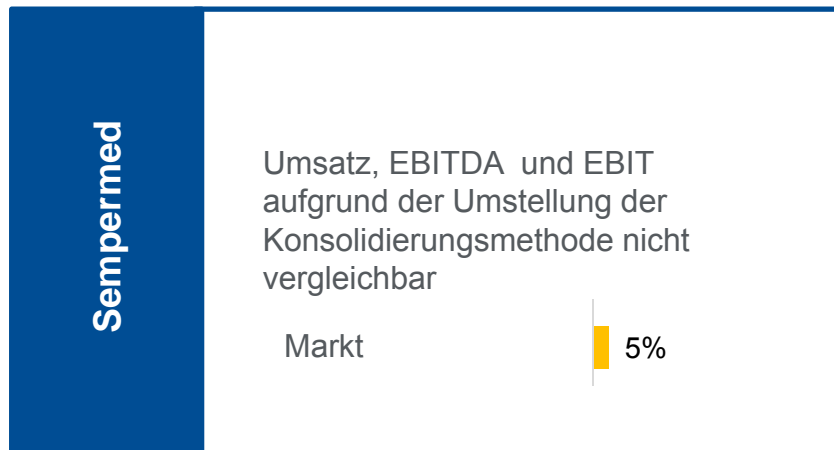 Sempermed
Umsatz, EBITDA und EBIT
aufgrund der Umstellung der
Konsolidierungsmethode nicht
vergleichbar
Markt
5%